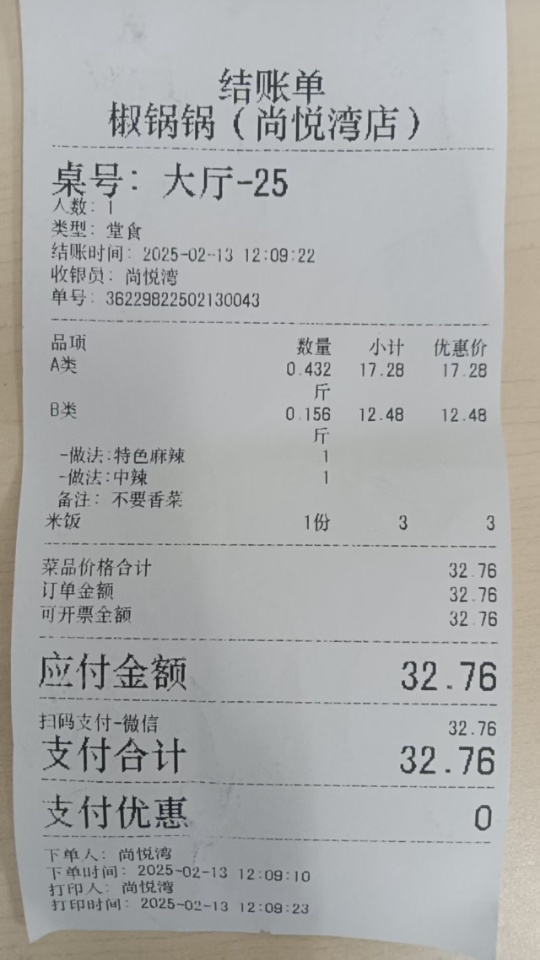 结账单
椒锅锅（尚悦湾店）
桌号: 大厅-25
人数: 1
类型: 堂食
结账时间: 2025-02-13 12:09:22
收银员: 尚悦湾
单号: 36229822502130043
品项 数量 小计 优惠价
A类 0.432 17.28 17.28
斤
B类 0.156 12.48 12.48
斤
-做法:特色麻辣 1
-做法:中辣 1
备注: 不要香菜
米饭 1份 3 3
菜品价格合计 32.76
订单金额 32.76
可开票金额 32.76
应付金额 32.76
扫码支付-微信 32.76
支付合计 32.76
支付优惠 0
下单人: 尚悦湾
下单时间: 2025-02-13 12:09:10
打印人: 尚悦湾
打印时间: 2025-02-13 12:09:23